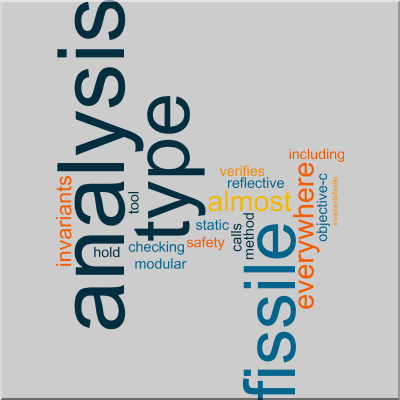 analysis
type
fissile
everywhere
almost
invariants
including
verifies
reflective
objective-c
tool
static
hold
checking
safety
calls
method
modular